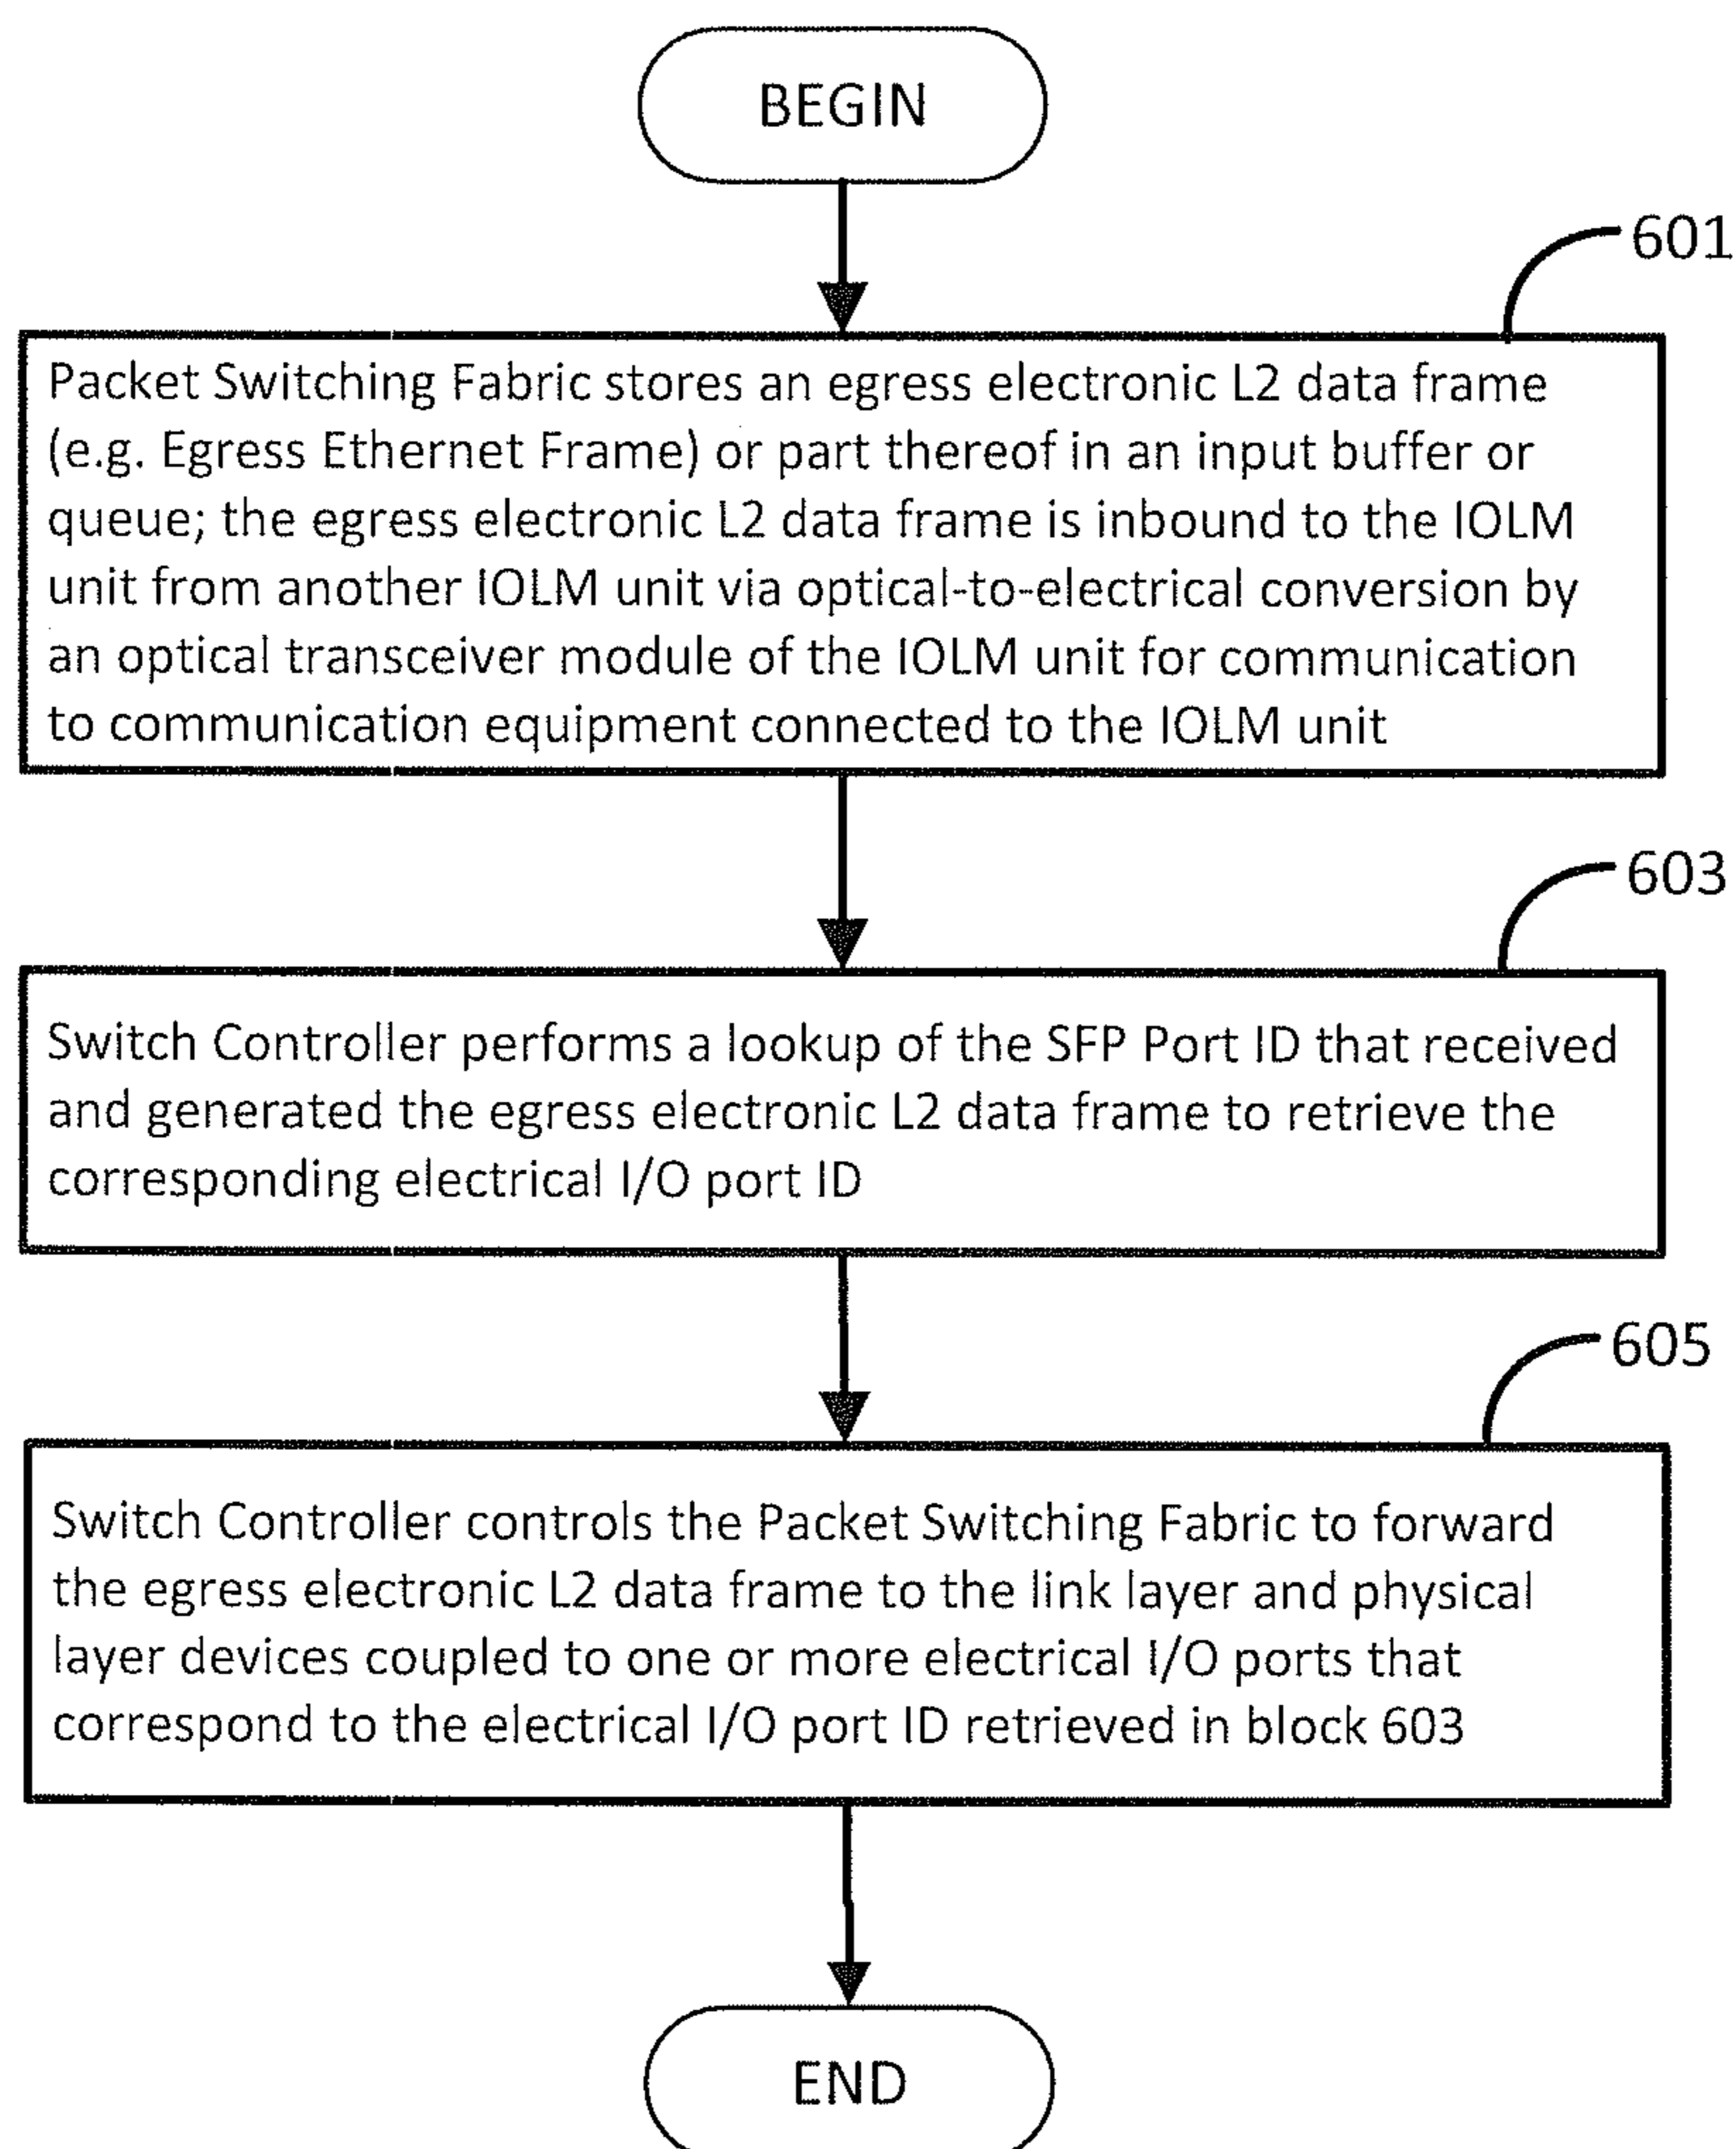 BEGIN
601
Packet Switching Fabric stores an egress electronic L2 data frame
(e.g. Egress Ethernet Frame) or part thereof in an input buffer or
queue; the egress electronic L2 data frame is inbound to the IOLM
unit from another IOLM unit via optical-to-electrical conversion by
an optical transceiver module of the IOLM unit for communication
to communication equipment connected to the IOLM unit
603
Switch Controller performs a lookup of the SFP Port ID that received
and generated the egress electronic L2 data frame to retrieve the
corresponding electrical I/O port ID
605
Switch Controller controls the Packet Switching Fabric to forward
the egress electronic L2 data frame to the link layer and physical
layer devices coupled to one or more electrical I/O ports that
correspond to the electrical I/O port ID retrieved in block 603
END